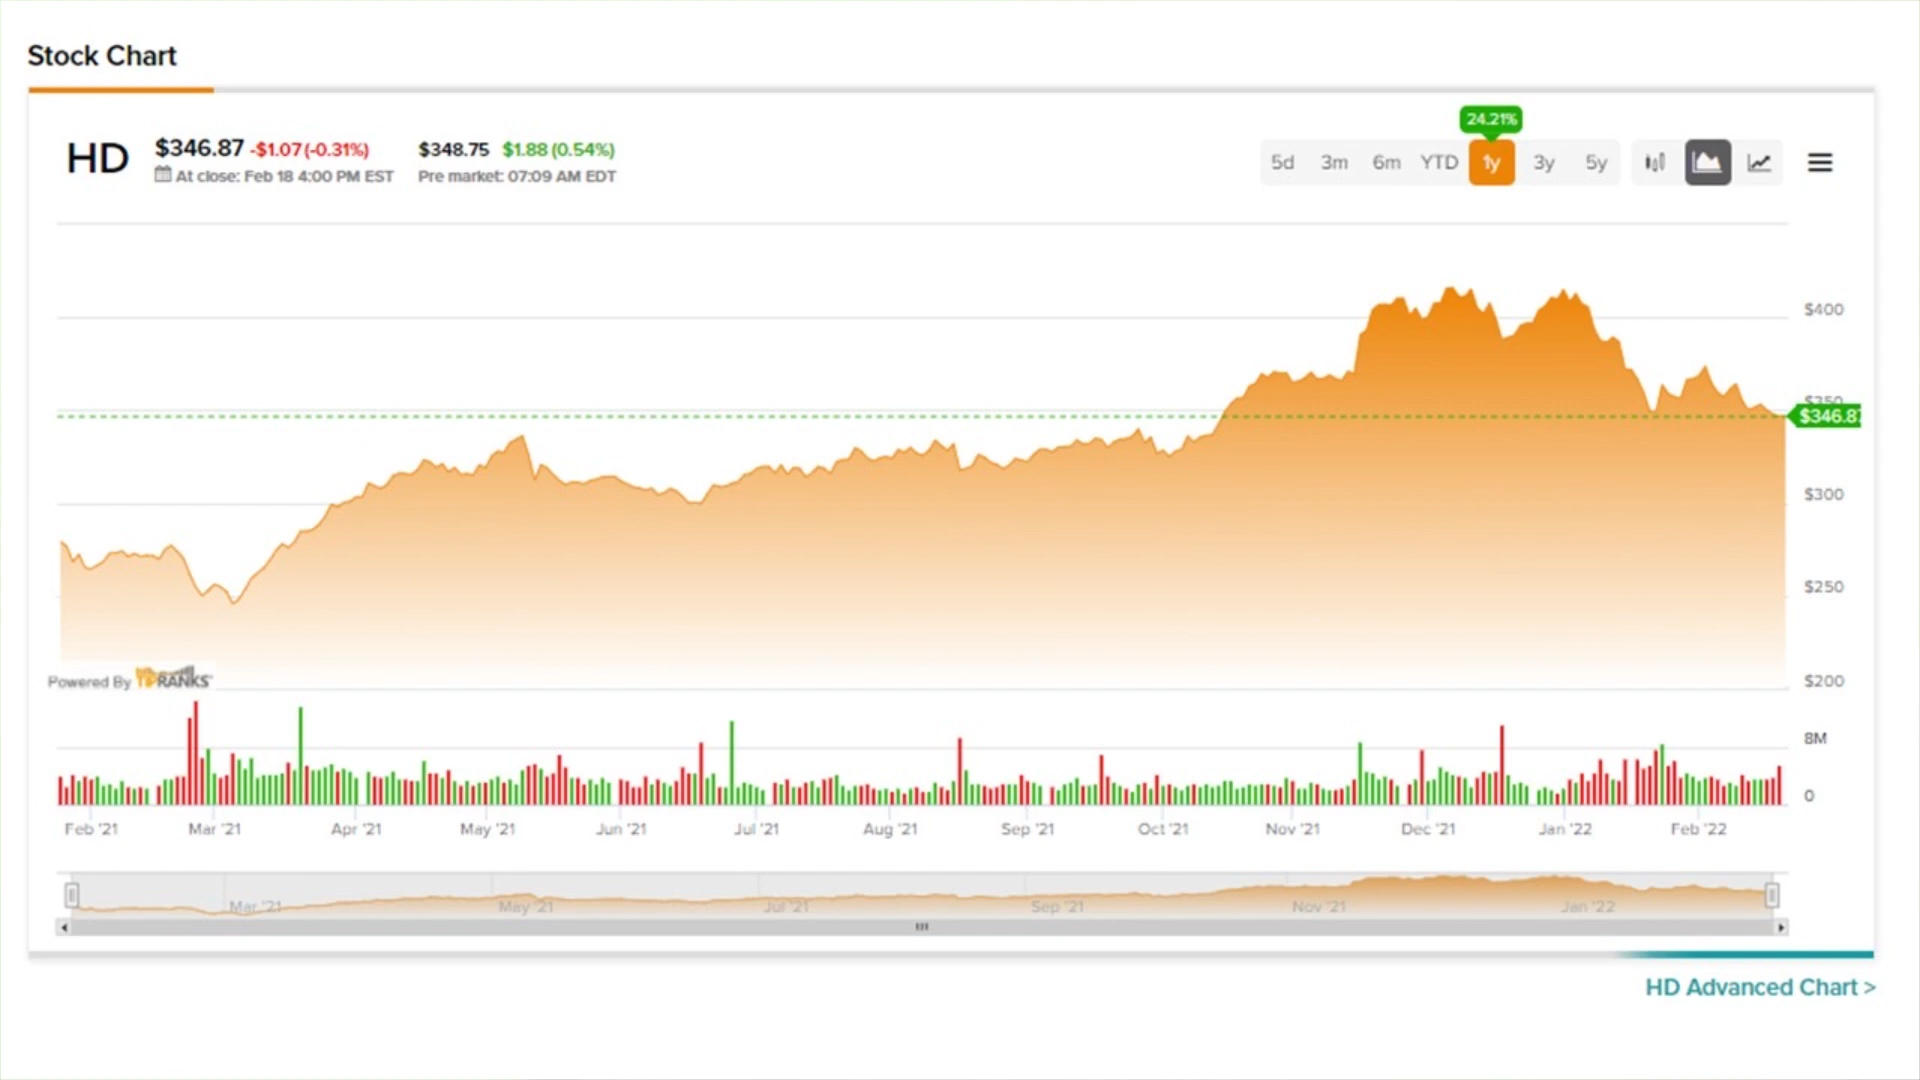 Stock Chart
24.21%
HD $346.87 -$1.07 (-0.31%) $348.75 $1.88 (0.54%)
At close: Feb 18 4:00 PM EST Pre market: 07:09 AM EDT
5d 3m 6m YTD 1y 3y 5y
$400
$350
$346.87
$300
$250
$200
Powered By TIPRANKS
8M
0
Feb '21 Mar '21 Apr '21 May '21 Jun '21 Jul '21 Aug '21 Sep '21 Oct '21 Nov '21 Dec '21 Jan '22 Feb '22
Mar '21 May '21 Jul '21 Sep '21 Nov '21 Jan '22
HD Advanced Chart >